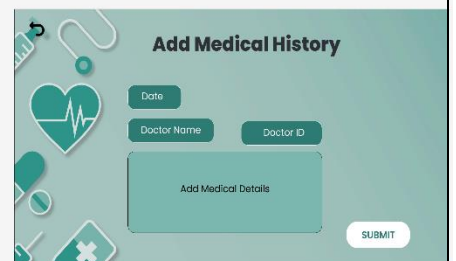 Add Medical History
Date
Doctor Name Doctor ID
Add Medical Details
SUBMIT